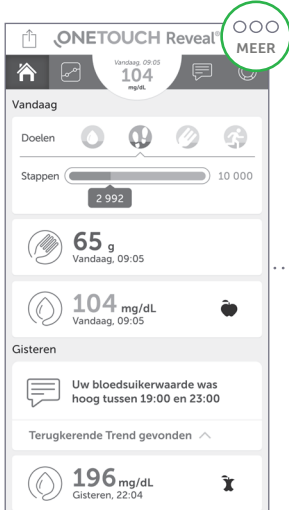 ONETOUCH Reveal®
MEER
Vandaag, 09:05
104
mg/dL
Vandaag
Doelen
Stappen 10 000
2 992
65 g
Vandaag, 09:05
104 mg/dL
Vandaag, 09:05
Gisteren
Uw bloedsuikerwaarde was
hoog tussen 19:00 en 23:00
Terugkerende Trend gevonden
196 mg/dL
Gisteren, 22:04